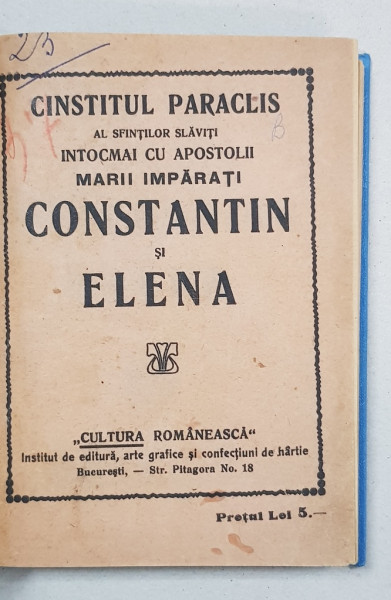 23
CINSTITUL PARACLIS
AL SFINȚILOR SLĂVIȚI
B
INTOCMAI CU APOSTOLII
MARII IMPĂRAȚI
CONSTANTIN
ȘI
ELENA
„CULTURA ROMÂNEASCĂ“
Institut de editură, arte grafice și confecțiuni de hârtie
București, — Str. Pitagora No. 18
Prețul Lei 5.—